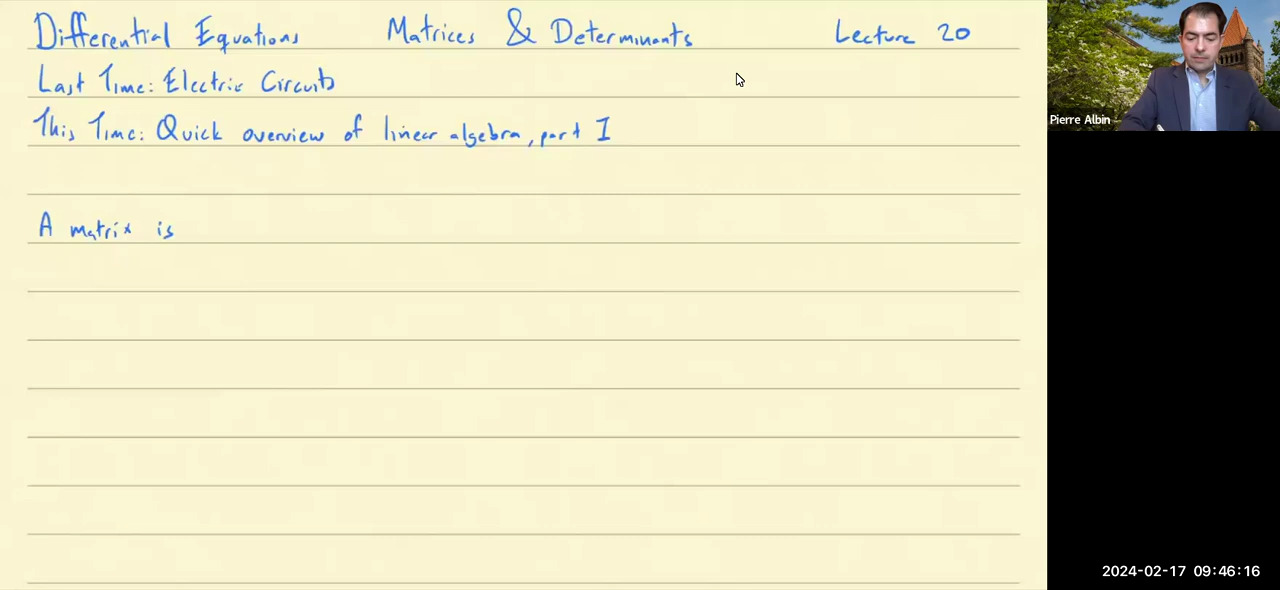 Differential Equations Matrices & Determinants Lecture 20
Last Time: Electric Circuits
This Time: Quick overview of linear algebra, part I
A matrix is
Pierre Albin
2024-02-17 09:46:16